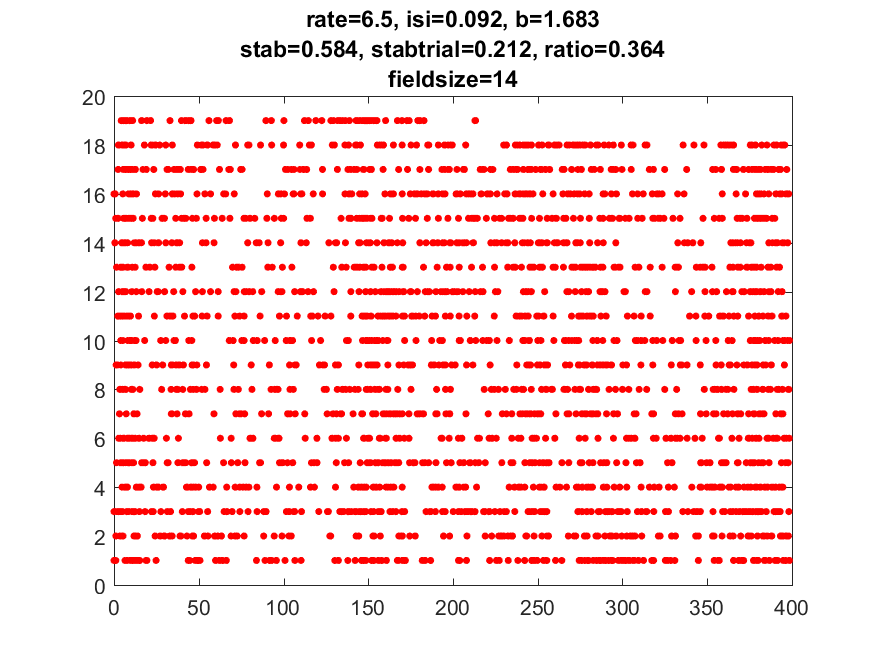 rate=6.5, isi=0.092, b=1.683
stab=0.584, stabtrial=0.212, ratio=0.364
fieldsize=14
20
18
16
14
12
10
8
6
4
2
0
0 50 100 150 200 250 300 350 400